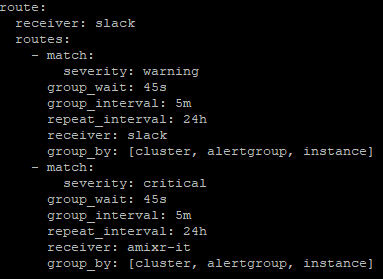 route:
  receiver: slack
  routes:
    - match:
        severity: warning
      group_wait: 45s
      group_interval: 5m
      repeat_interval: 24h
      receiver: slack
      group_by: [cluster, alertgroup, instance]
    - match:
        severity: critical
      group_wait: 45s
      group_interval: 5m
      repeat_interval: 24h
      receiver: amixr-it
      group_by: [cluster, alertgroup, instance]